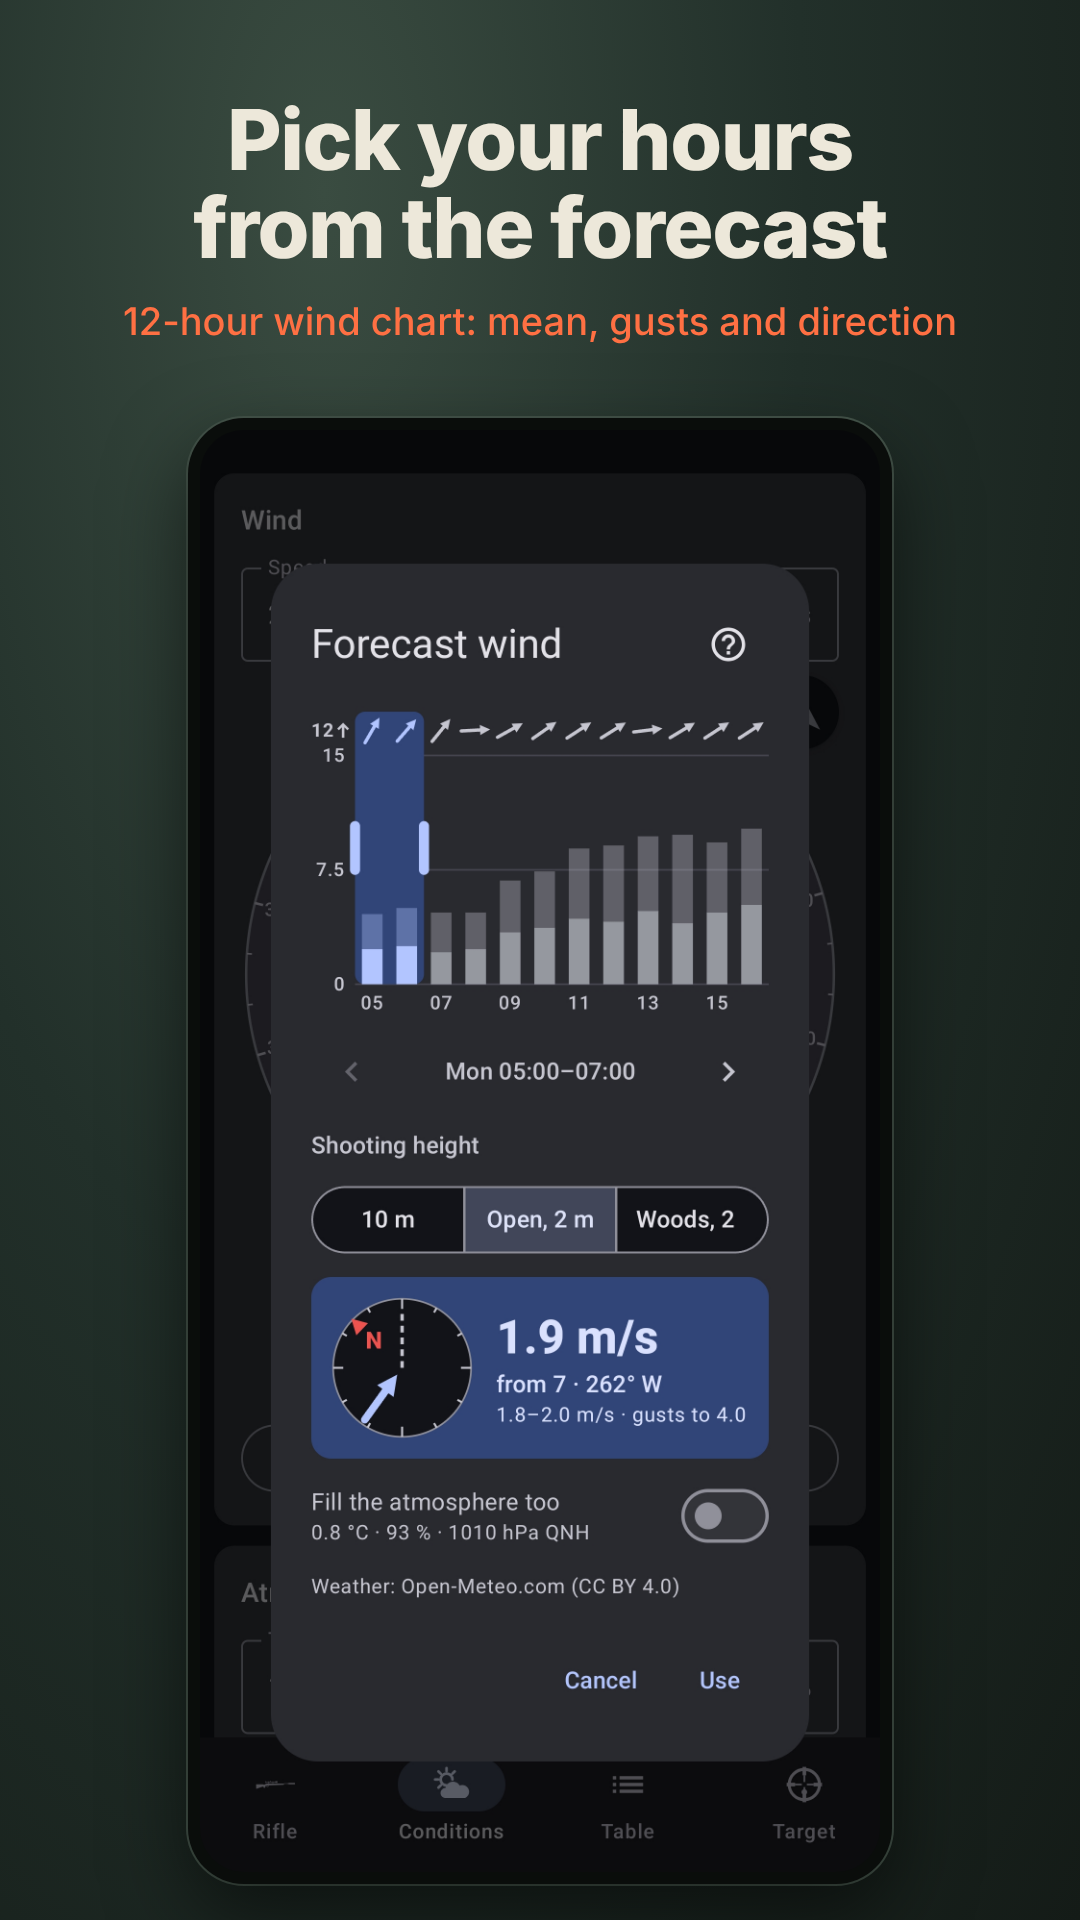 Pick your hours
from the forecast
12-hour wind chart: mean, gusts and direction
Wind
Forecast wind
12↑
15
7.5
0
05 07 09 11 13 15
Mon 05:00–07:00
Shooting height
10 m Open, 2 m Woods, 2
N
1.9 m/s
from 7 · 262° W
1.8–2.0 m/s · gusts to 4.0
Fill the atmosphere too
0.8 °C · 93 % · 1010 hPa QNH
Weather: Open-Meteo.com (CC BY 4.0)
Cancel Use
Rifle Conditions Table Target